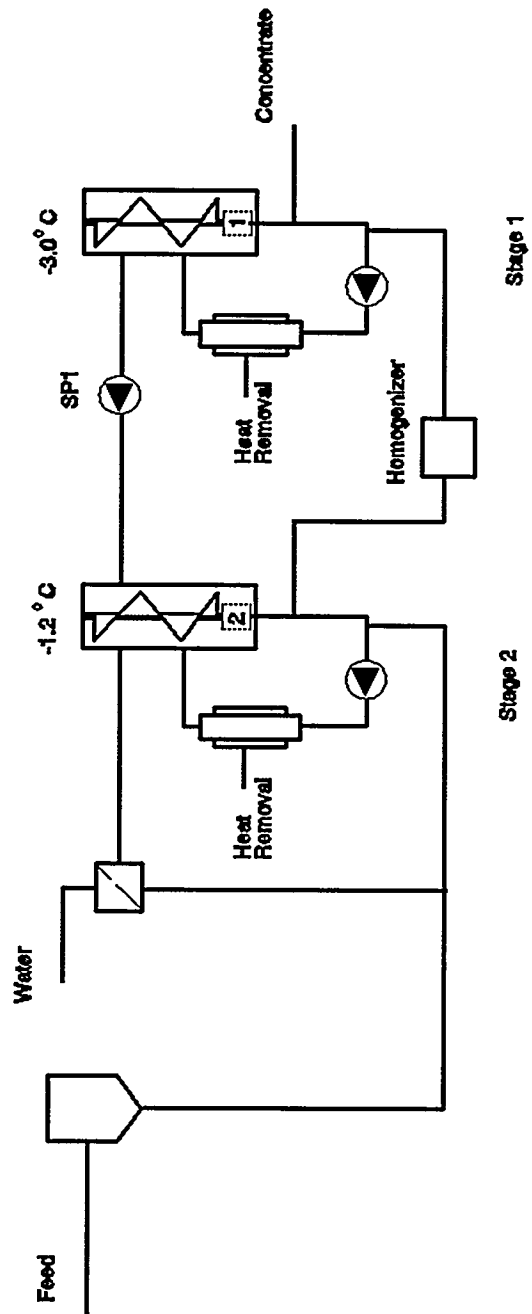 Feed
Water
-1.2° C
SP1
-3.0° C
Heat
Removal
2
Heat
Removal
1
Concentrate
Homogenizer
Stage 2
Stage 1